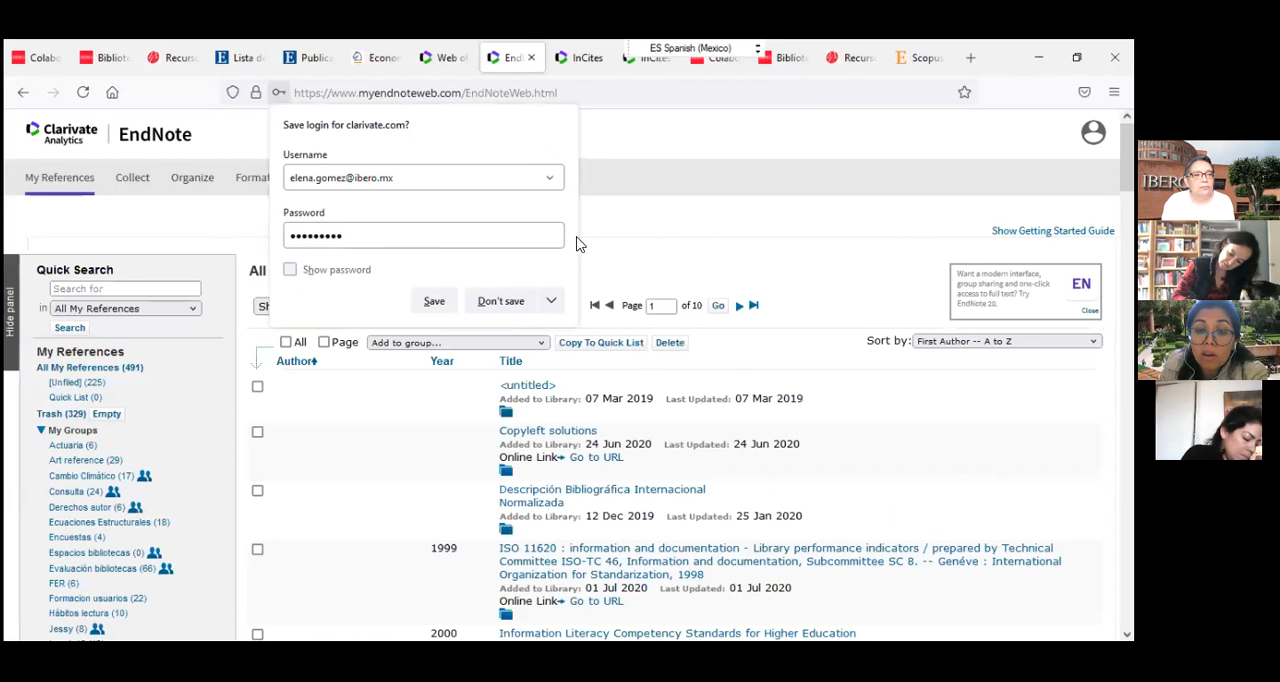 ES Spanish (Mexico)
Colabo
Bibliote
Recurs
Lista de
Publica
Econo
Web of
EndN
InCites
InCites
Colabo
Bibliote
Recurs
Scopus
https://www.myendnoteweb.com/EndNoteWeb.html
Clarivate
Analytics
EndNote
My References
Collect
Organize
Format
Save login for clarivate.com?
Username
elena.gomez@ibero.mx
Password
•••••••••
Show password
Save
Don't save
Show Getting Started Guide
Hide panel
Quick Search
Search for
in All My References
Search
My References
All My References (491)
[Unfiled] (225)
Quick List (0)
Trash (329) Empty
My Groups
Actuaria (6)
Art reference (29)
Cambio Climático (17)
Consulta (24)
Derechos autor (6)
Ecuaciones Estructurales (18)
Encuestas (4)
Espacios bibliotecas (0)
Evaluación bibliotecas (66)
FER (6)
Formacion usuarios (22)
Hábitos lectura (10)
Jessy (8)
All
Sh
Page 1 of 10 Go
Want a modern interface,
group sharing and one-click
access to full text? Try
EndNote 20.
EN
Close
All Page Add to group... Copy To Quick List Delete
Sort by: First Author -- A to Z
Author Year Title
<untitled>
Added to Library: 07 Mar 2019 Last Updated: 07 Mar 2019
Copyleft solutions
Added to Library: 24 Jun 2020 Last Updated: 24 Jun 2020
Online Link Go to URL
Descripción Bibliográfica Internacional
Normalizada
Added to Library: 12 Dec 2019 Last Updated: 25 Jan 2020
1999 ISO 11620 : information and documentation - Library performance indicators / prepared by Technical
Committee ISO-TC 46, Information and documentation, Subcommittee SC 8. -- Genéve : International
Organization for Standarization, 1998
Added to Library: 01 Jul 2020 Last Updated: 01 Jul 2020
Online Link Go to URL
2000 Information Literacy Competency Standards for Higher Education
IBERO